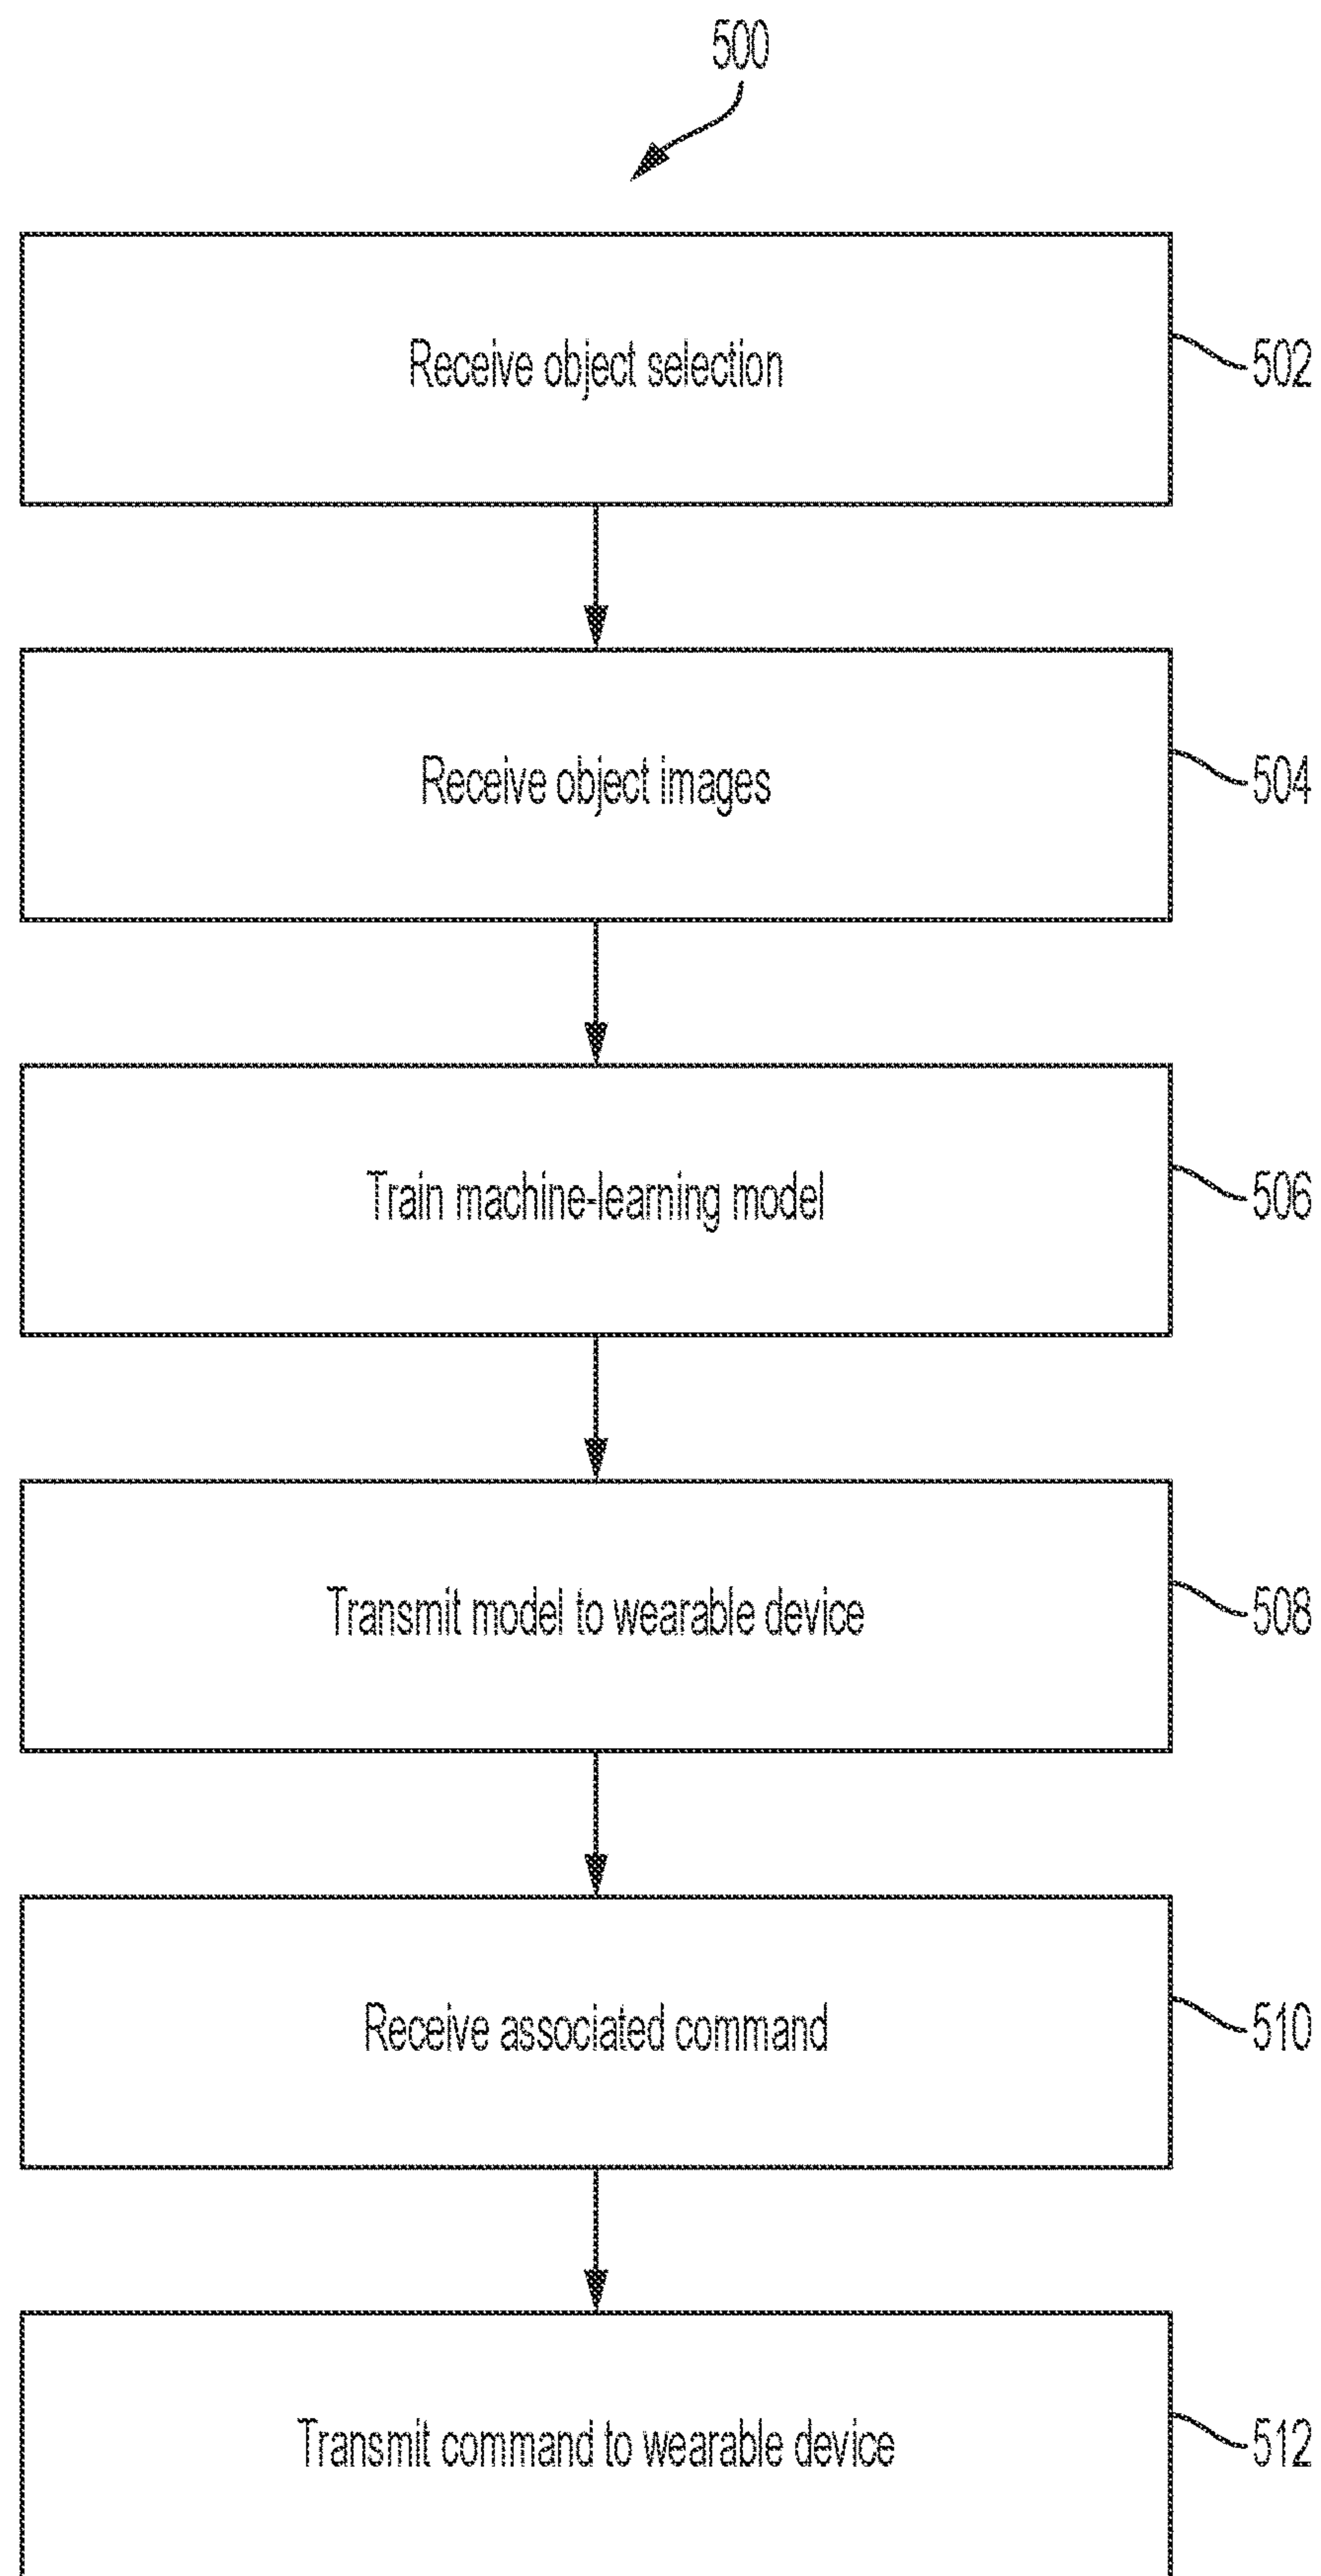 500
Receive object selection
502
Receive object images
504
Train machine-learning model
506
Transmit model to wearable device
508
Receive associated command
510
Transmit command to wearable device
512